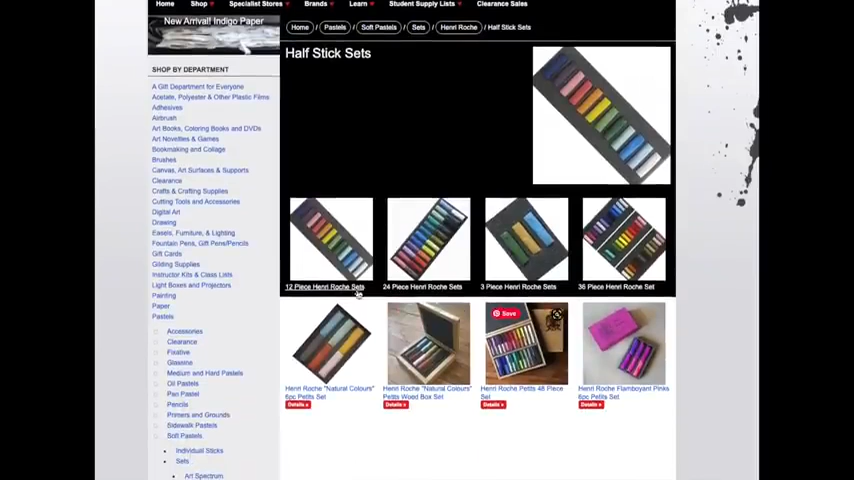 Home Shop Specialist Stores Brands Learn Student Supply Lists Clearance Sales
New Arrival! Indigo Paper
Home / Pastels / Soft Pastels / Sets / Henri Roche / Half Stick Sets
Half Stick Sets
SHOP BY DEPARTMENT
A Gift Department for Everyone
Acetate, Polyester & Other Plastic Films
Adhesives
Airbrush
Art Books, Coloring Books and DVDs
Art Novelties & Games
Bookmaking and Collage
Brushes
Canvas, Art Surfaces & Supports
Clearance
Crafts & Crafting Supplies
Cutting Tools and Accessories
Digital Art
Drawing
Easels, Furniture, & Lighting
Fountain Pens, Gift Pens/Pencils
Gift Cards
Gilding Supplies
Instructor Kits & Class Lists
Light Boxes and Projectors
Painting
Paper
Pastels
Accessories
Clearance
Fixative
Glassine
Medium and Hard Pastels
Oil Pastels
Pan Pastel
Pencils
Primers and Grounds
Sidewalk Pastels
Soft Pastels
Individual Sticks
Sets
Art Spectrum
12 Piece Henri Roche Sets
24 Piece Henri Roche Sets
3 Piece Henri Roche Sets
36 Piece Henri Roche Set
Save
Henri Roche "Natural Colours"
6pc Petits Set
Details »
Henri Roche "Natural Colours"
Petits Wood Box Set
Details »
Henri Roche Petits 48 Piece
Set
Details »
Henri Roche Flamboyant Pinks
6pc Petits Set
Details »